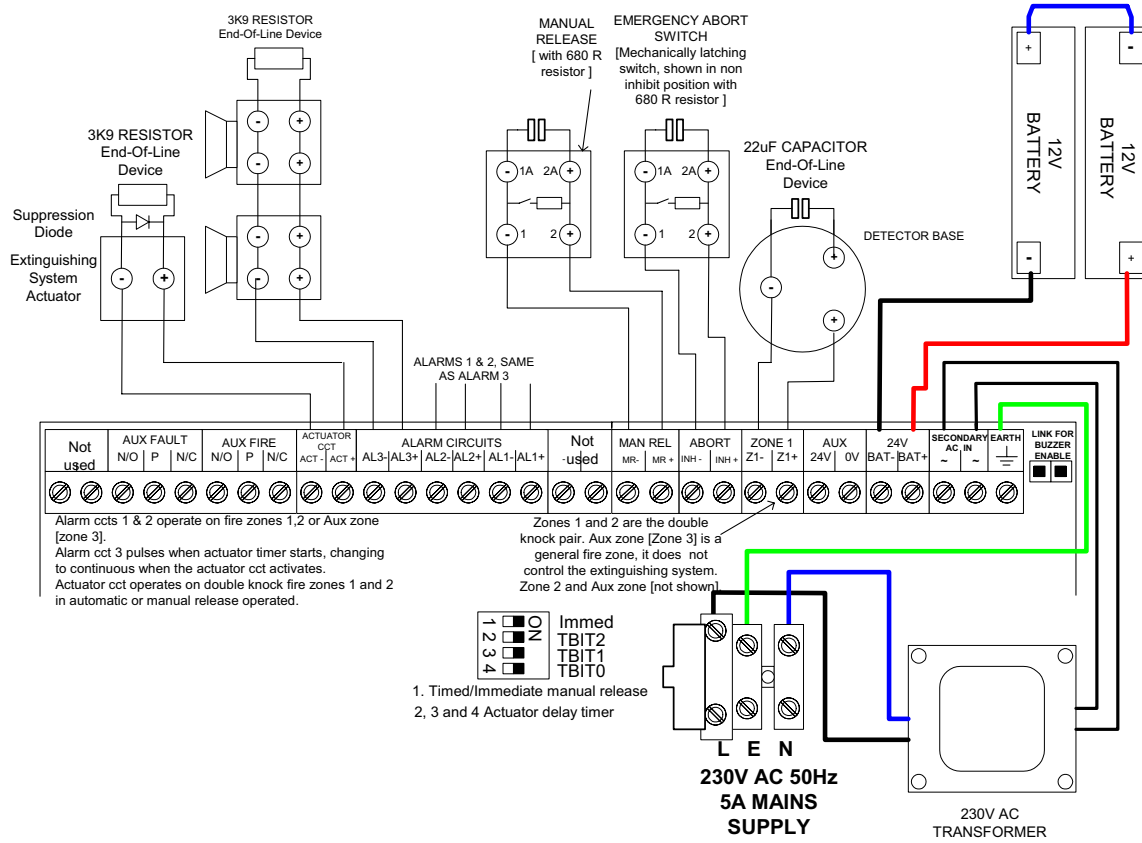 3K9 RESISTOR
End-Of-Line Device
3K9 RESISTOR
End-Of-Line
Device
Suppression
Diode
Extinguishing
System
Actuator
- +
- +
- +
- +
- +
- +
MANUAL
RELEASE
[ with 680 R
resistor ]
- 1A 2A +
- 1 2 +
EMERGENCY ABORT
SWITCH
[Mechanically latching
switch, shown in non
inhibit position with
680 R resistor ]
- 1A 2A +
- 1 2 +
22uF CAPACITOR
End-Of-Line
Device
+
-
+
DETECTOR BASE
+ -
12V
BATTERY
12V
BATTERY
- +
ALARMS 1 & 2, SAME
AS ALARM 3
Not
used
AUX FAULT
N/O P N/C
AUX FIRE
N/O P N/C
ACTUATOR
CCT
ACT - ACT +
ALARM CIRCUITS
AL3- AL3+ AL2- AL2+ AL1- AL1+
Not
used
MAN REL
MR- MR +
ABORT
INH - INH +
ZONE 1
Z1- Z1+
AUX
24V 0V
24V
BAT- BAT+
SECONDARY
AC IN
~ ~
EARTH
LINK FOR
BUZZER
ENABLE
Alarm ccts 1 & 2 operate on fire zones 1,2 or Aux zone
[zone 3].
Alarm cct 3 pulses when actuator timer starts, changing
to continuous when the actuator cct activates.
Actuator cct operates on double knock fire zones 1 and 2
in automatic or manual release operated.
Zones 1 and 2 are the double
knock pair. Aux zone [Zone 3] is a
general fire zone, it does not
control the extinguishing system.
Zone 2 and Aux zone [not shown].
ON
1 Immed
2 TBIT2
3 TBIT1
4 TBIT0
1. Timed/Immediate manual release
2, 3 and 4 Actuator delay timer
L E N
230V AC 50Hz
5A MAINS
SUPPLY
230V AC
TRANSFORMER